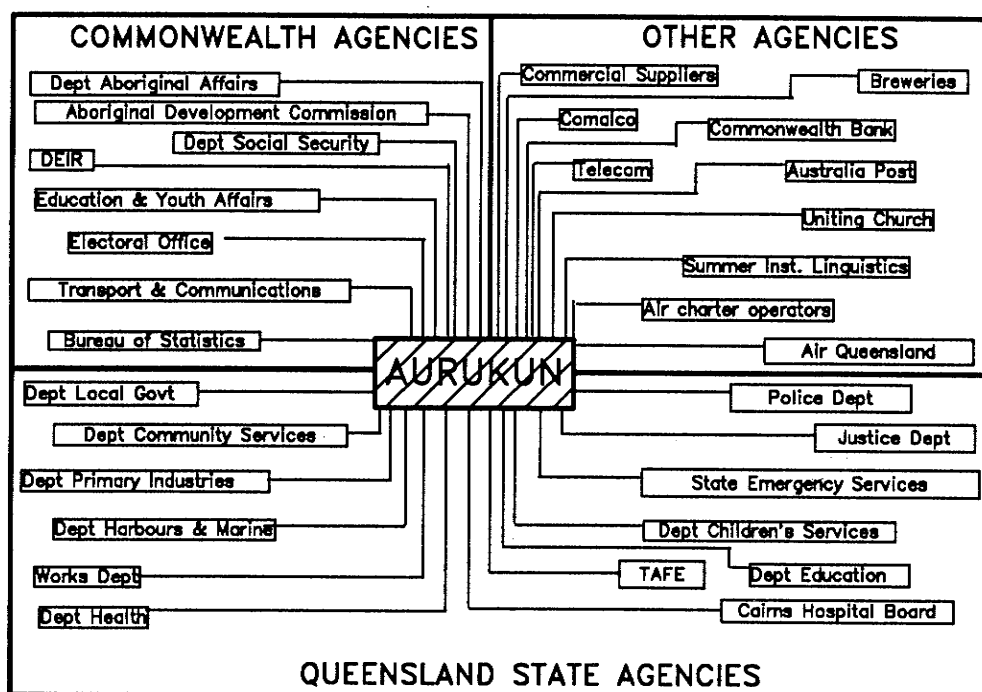 COMMONWEALTH AGENCIES
Dept Aboriginal Affairs
Aboriginal Development Commission
Dept Social Security
DEIR
Education & Youth Affairs
Electoral Office
Transport & Communications
Bureau of Statistics
OTHER AGENCIES
Commercial Suppliers
Breweries
Comalco
Commonwealth Bank
Telecom
Australia Post
Uniting Church
Summer Inst. Linguistics
Air charter operators
Air Queensland
AURUKUN
Dept Local Govt
Dept Community Services
Dept Primary Industries
Dept Harbours & Marine
Works Dept
Dept Health
Police Dept
Justice Dept
State Emergency Services
Dept Children's Services
TAFE
Dept Education
Cairns Hospital Board
QUEENSLAND STATE AGENCIES